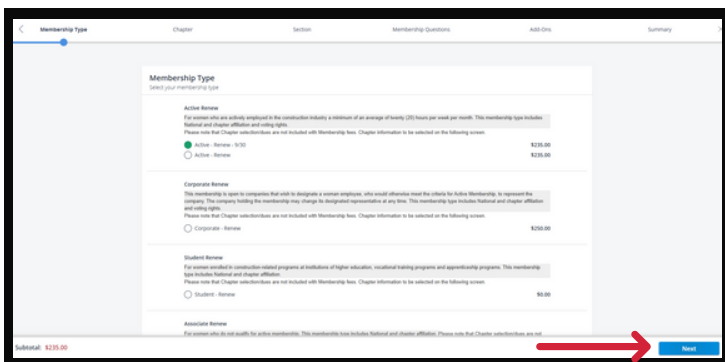 Membership Type
Chapter
Section
Membership Questions
Add-Ons
Summary
Membership Type
Select your membership type
Active Renew
For women who are actively employed in the construction industry a minimum of an average of twenty (20) hours per week per month. This membership type includes
National and chapter affiliation and voting rights.
Please note that Chapter selection/dues are not included with Membership fees. Chapter information to be selected on the following screen.
Active - Renew - 9/30 $235.00
Active - Renew $235.00
Corporate Renew
This membership is open to companies that wish to designate a woman employee, who would otherwise meet the criteria for Active Membership, to represent the
company. The company holding the membership may change its designated representative at any time. This membership type includes National and chapter affiliation
and voting rights.
Please note that Chapter selection/dues are not included with Membership fees. Chapter information to be selected on the following screen.
Corporate - Renew $250.00
Student Renew
For women enrolled in construction-related programs at institutions of higher education, vocational training programs and apprenticeship programs. This membership
type includes National and chapter affiliation.
Please note that Chapter selection/dues are not included with Membership fees. Chapter information to be selected on the following screen.
Student - Renew $0.00
Associate Renew
For women who do not qualify for active membership. This membership type includes National and chapter affiliation. Please note that Chapter selection/dues are not
Subtotal: $235.00
Next